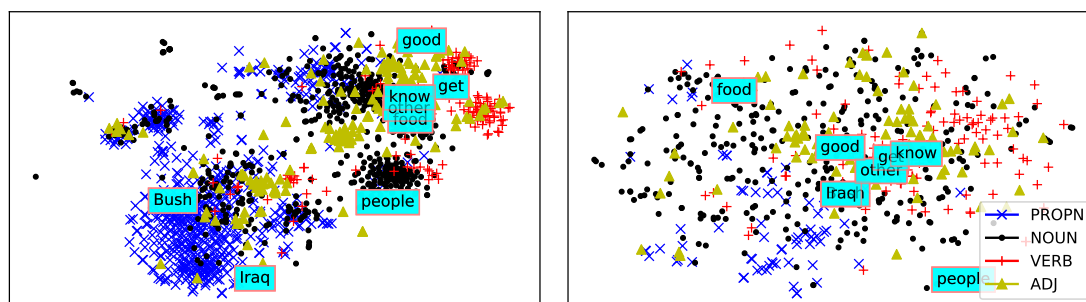 good
get
know
other
food
people
Bush
Iraq
food
good
get
know
other
Iraq
people
PROPN
NOUN
VERB
ADJ